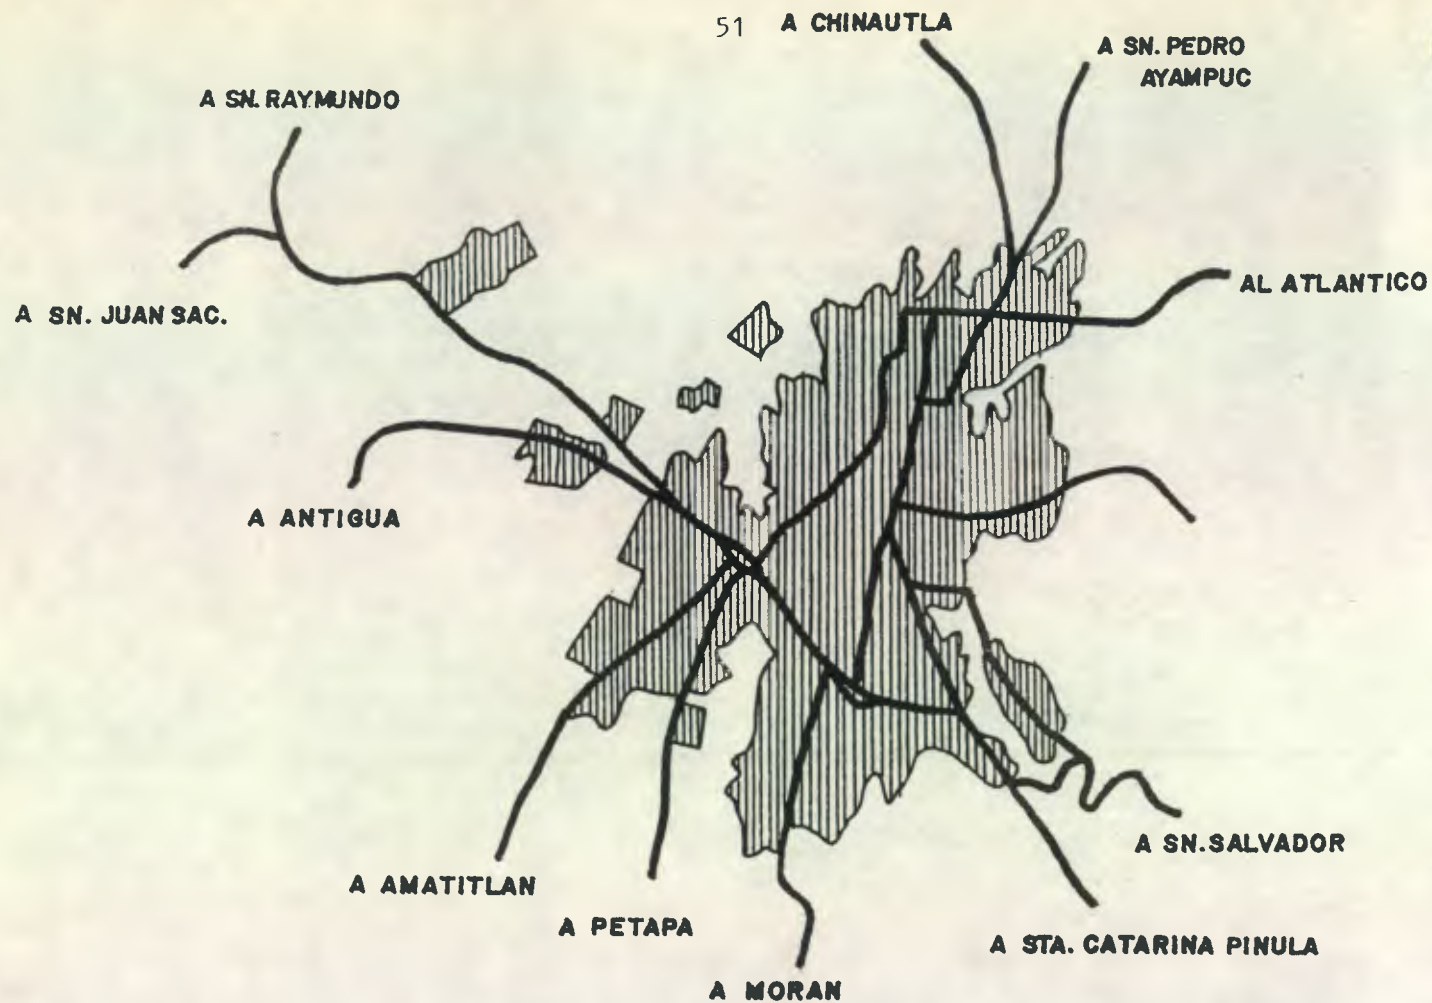 51
A CHINAUTLA
A SN. PEDRO
AYAMPUC
A SN. RAYMUNDO
AL ATLANTICO
A SN. JUAN SAC.
A ANTIGUA
A SN. SALVADOR
A AMATITLAN
A PETAPA
A STA. CATARINA PINULA
A MORAN